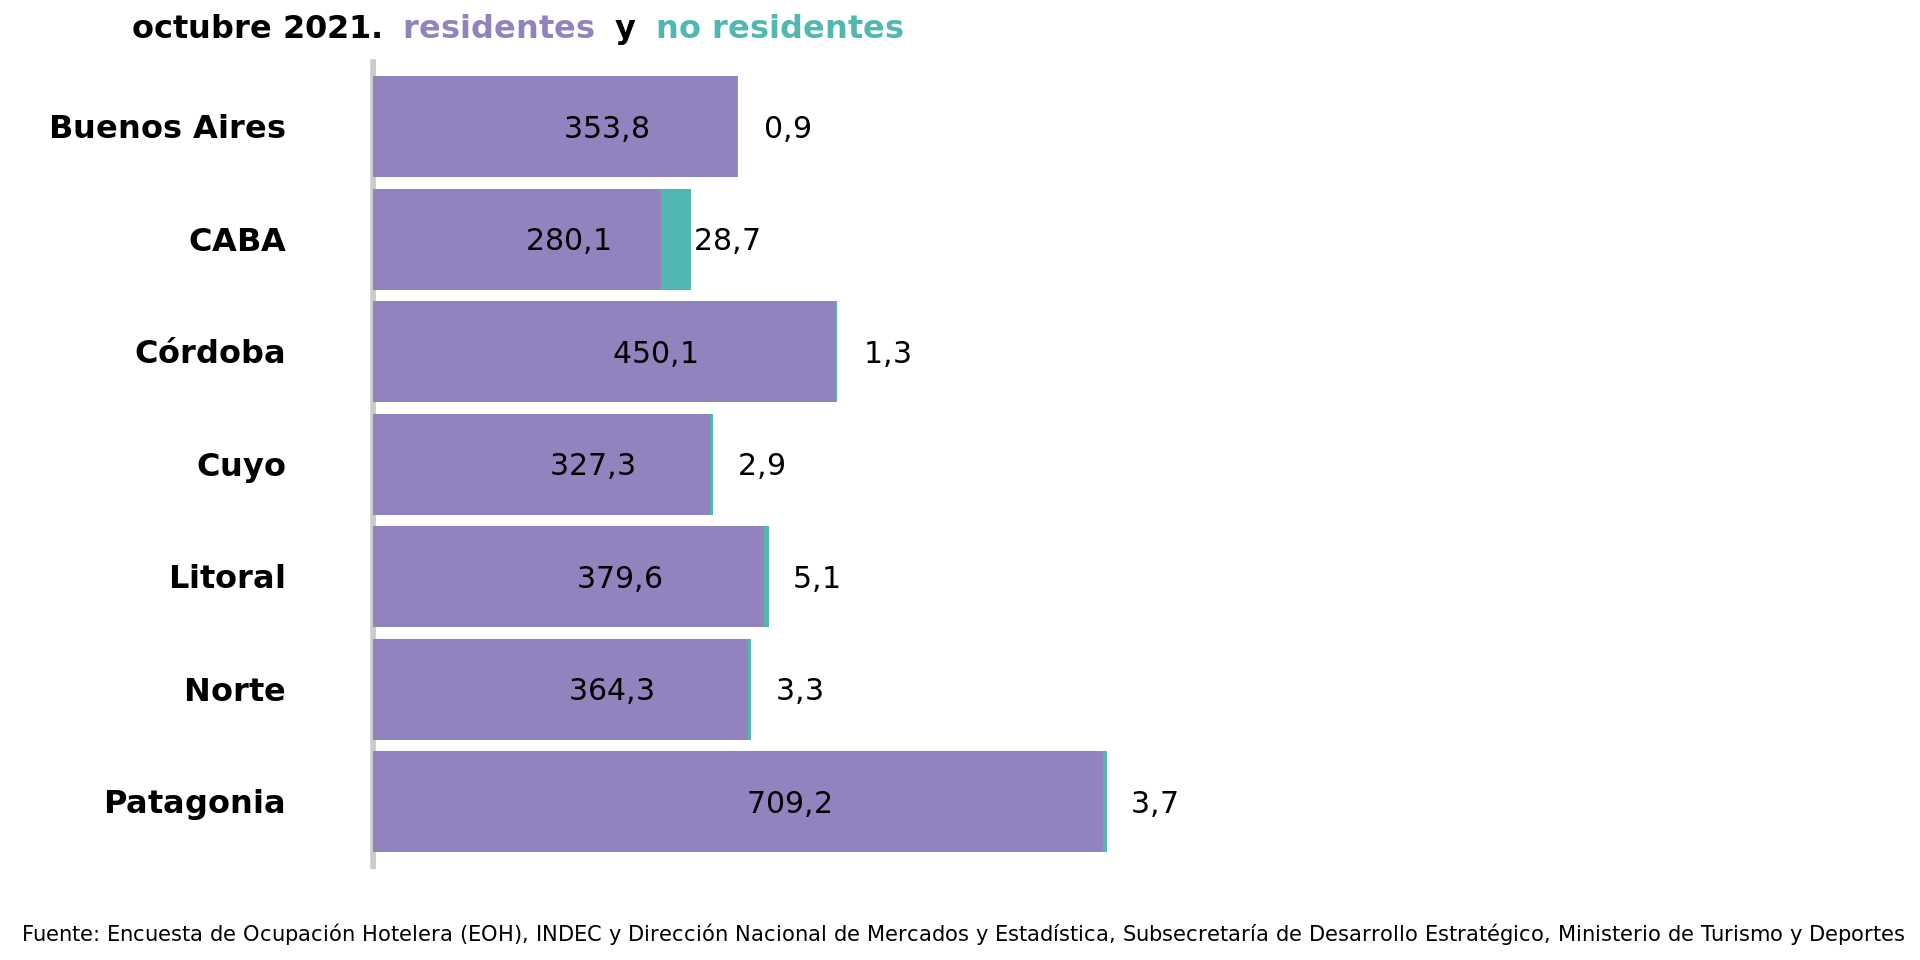 octubre 2021. residentes y no residentes
Buenos Aires 353,8 0,9
CABA 280,1 28,7
Córdoba 450,1 1,3
Cuyo 327,3 2,9
Litoral 379,6 5,1
Norte 364,3 3,3
Patagonia 709,2 3,7
Fuente: Encuesta de Ocupación Hotelera (EOH), INDEC y Dirección Nacional de Mercados y Estadística, Subsecretaría de Desarrollo Estratégico, Ministerio de Turismo y Deportes